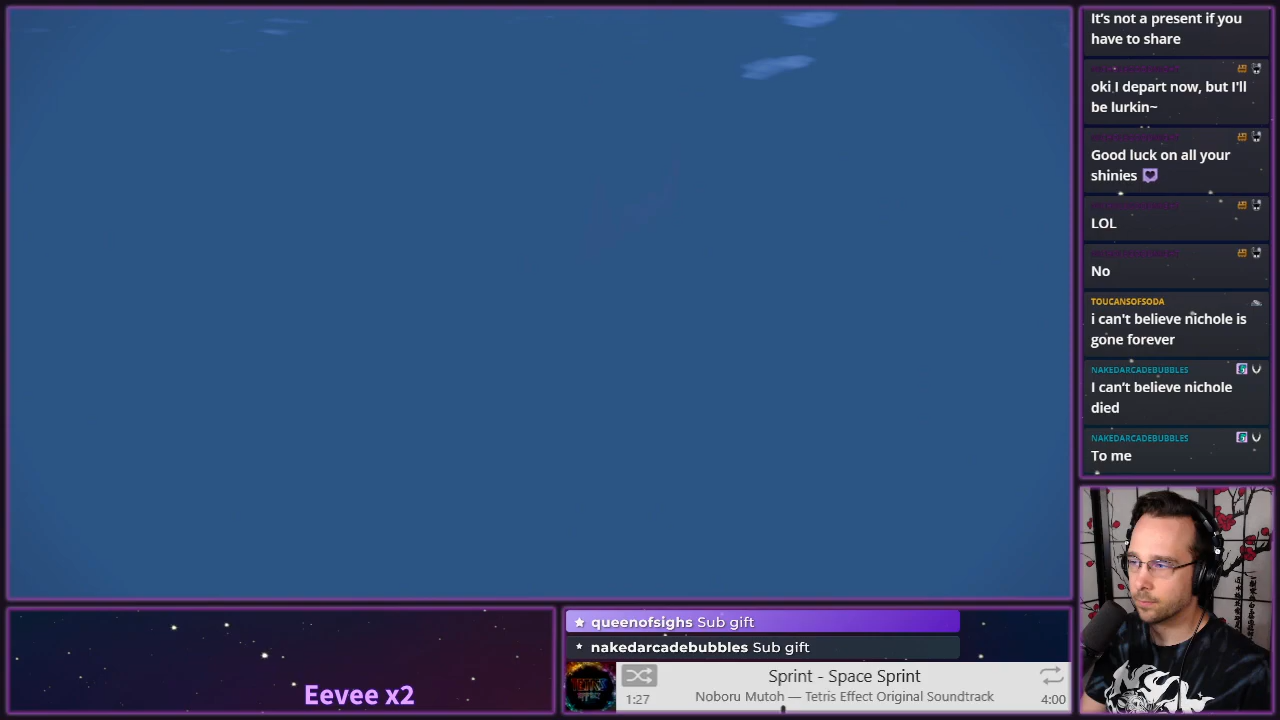 It's not a present if you
have to share
oki I depart now, but I'll
be lurkin~
Good luck on all your
shinies
LOL
No
TOUCANSOFSODA
i can't believe nichole is
gone forever
NAKEDARCADEBUBBLES
I can't believe nichole
died
NAKEDARCADEBUBBLES
To me
Eevee x2
queenofsighs Sub gift
nakedarcadebubbles Sub gift
Sprint - Space Sprint
1:27 Noboru Mutoh — Tetris Effect Original Soundtrack 4:00